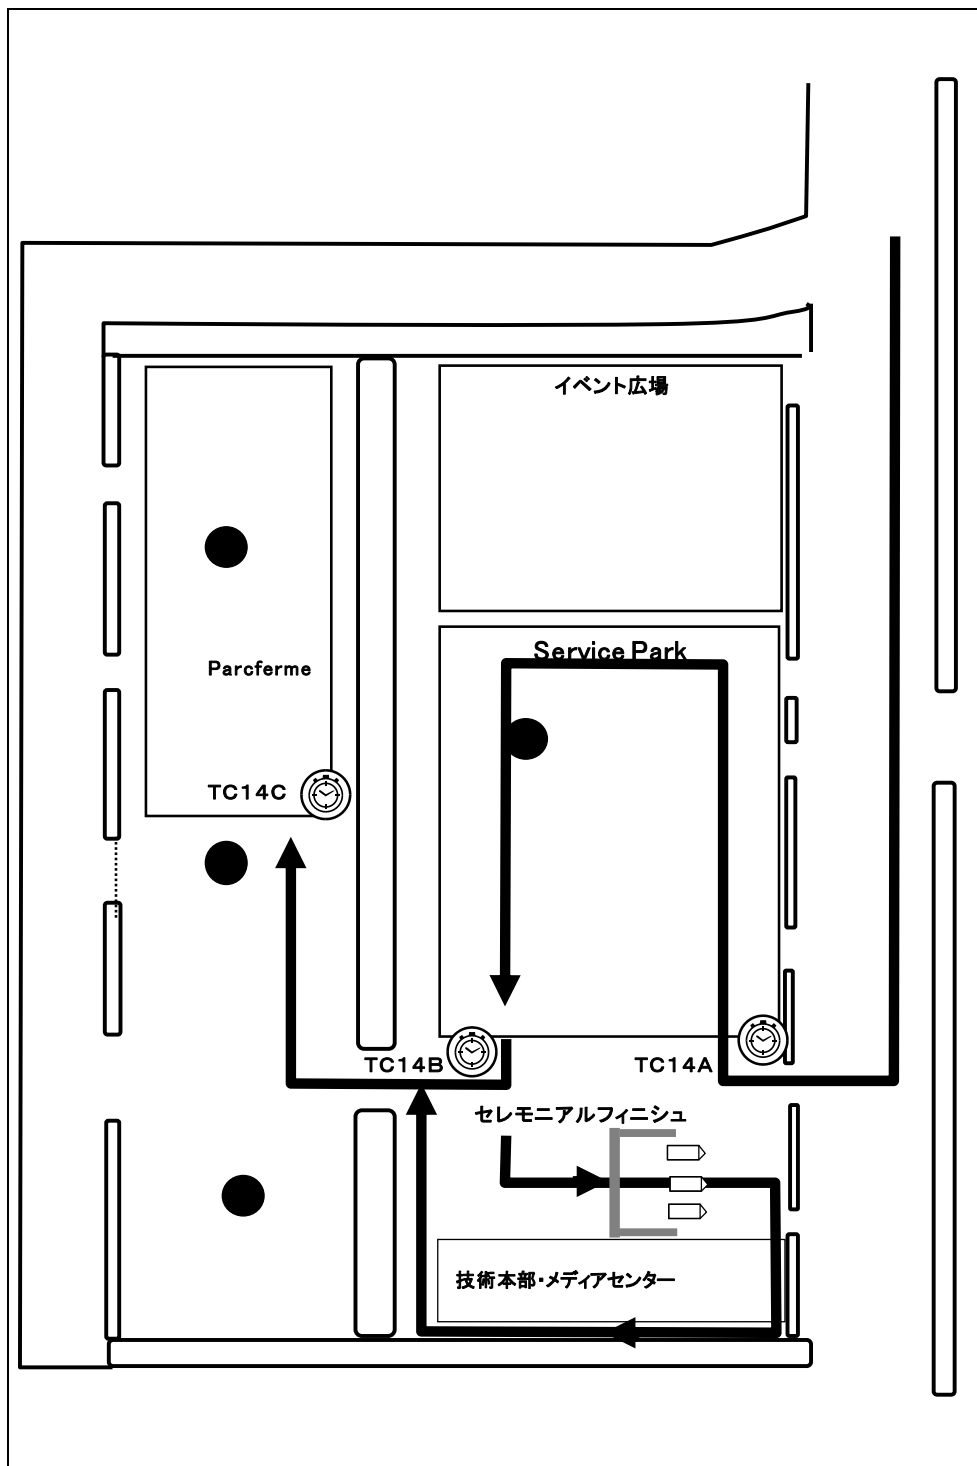 イベント広場
Service Park
Parcferme
TC14C
TC14B
TC14A
セレモニアルフィニシュ
技術本部・メディアセンター